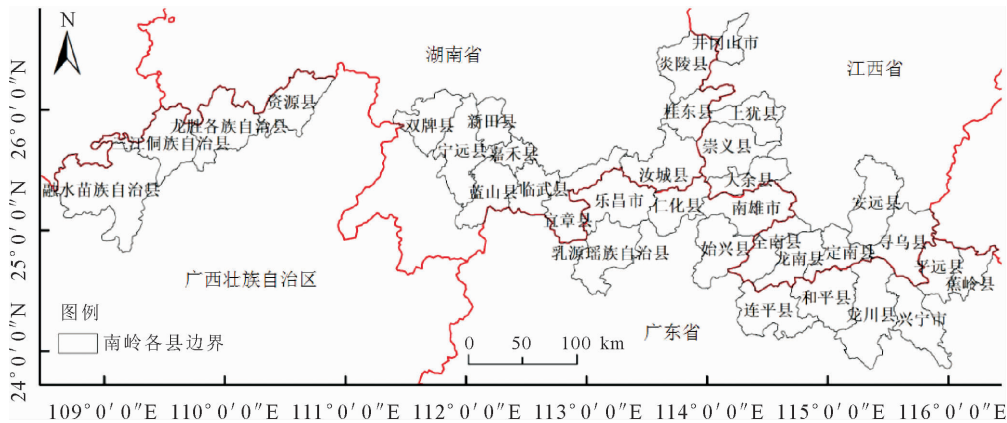 N
湖南省
江西省
井冈山市
炎陵县
资源县
龙胜各族自治县
三江侗族自治县
融水苗族自治县
双牌县
新田县
宁远县
嘉禾县
蓝山县
临武县
桂东县
上犹县
崇义县
汝城县
大余县
宜章县
乐昌市
仁化县
南雄市
安远县
乳源瑶族自治县
始兴县
全南县
龙南县
定南县
寻乌县
平远县
蕉岭县
连平县
和平县
龙川县
兴宁市
广西壮族自治区
广东省
图例
南岭各县边界
0 50 100 km
26° 0′ 0″N
25° 0′ 0″N
24° 0′ 0″N
109° 0′ 0″E 110° 0′ 0″E 111° 0′ 0″E 112° 0′ 0″E 113° 0′ 0″E 114° 0′ 0″E 115° 0′ 0″E 116° 0′ 0″E